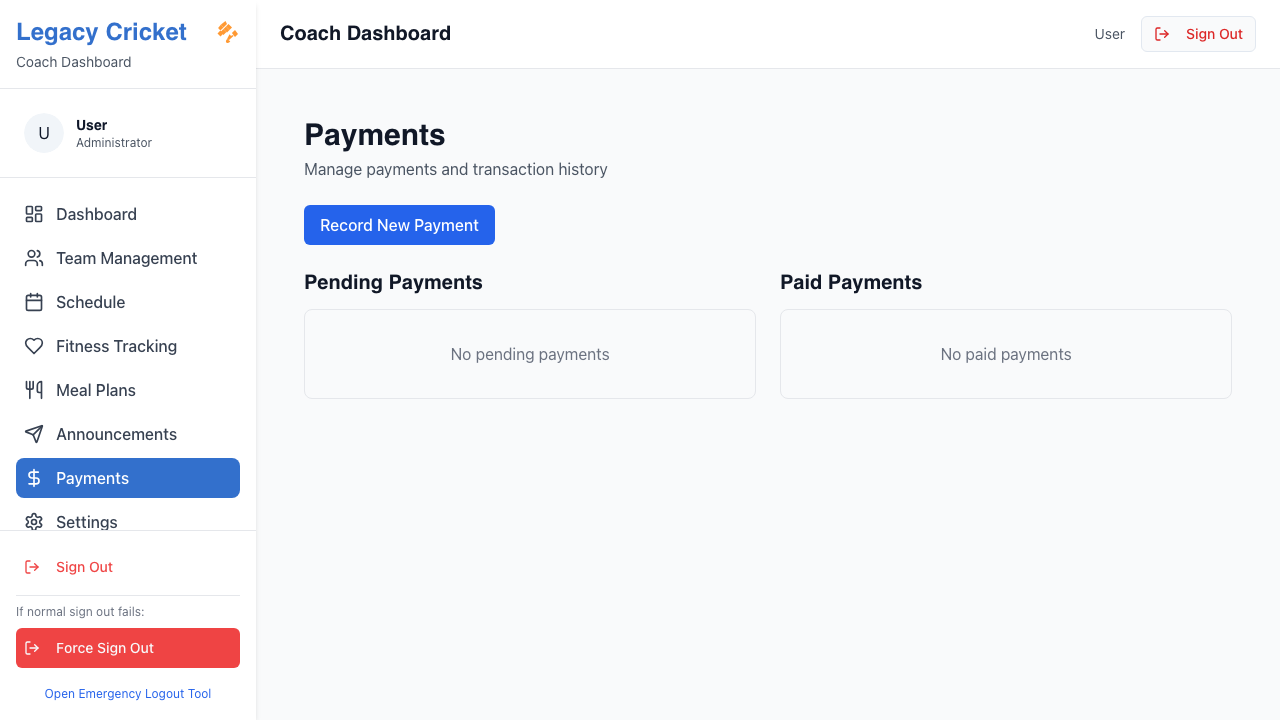 Legacy Cricket
Coach Dashboard
U
User
Administrator
Dashboard
Team Management
Schedule
Fitness Tracking
Meal Plans
Announcements
Payments
Settings
Sign Out
If normal sign out fails:
Force Sign Out
Open Emergency Logout Tool
Coach Dashboard
User
Sign Out
Payments
Manage payments and transaction history
Record New Payment
Pending Payments
No pending payments
Paid Payments
No paid payments